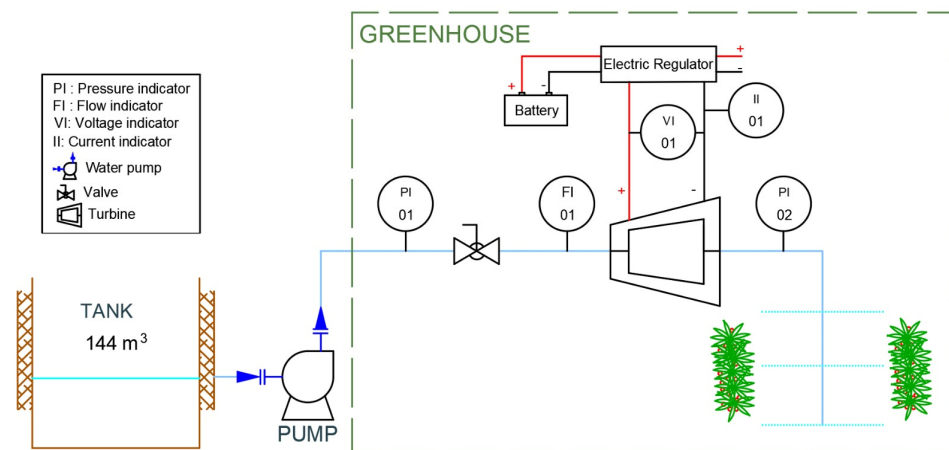 GREENHOUSE
PI : Pressure indicator
FI : Flow indicator
VI: Voltage indicator
II: Current indicator
Water pump
Valve
Turbine
Electric Regulator
+
-
+
-
Battery
VI
01
II
01
+
-
PI
01
FI
01
PI
02
TANK
144 m³
PUMP